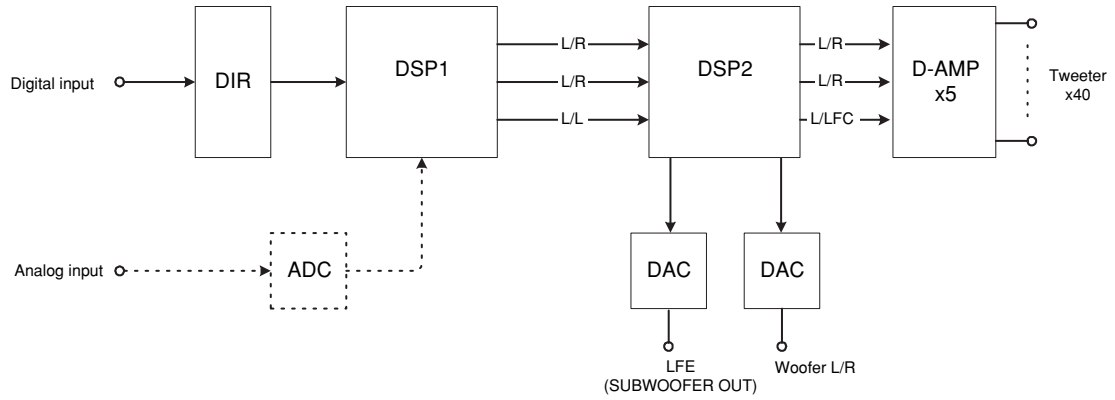 Digital input
DIR
DSP1
L/R
L/R
L/L
DSP2
L/R
L/R
L/LFC
D-AMP
x5
Tweeter
x40
Analog input
ADC
DAC
DAC
LFE
(SUBWOOFER OUT)
Woofer L/R